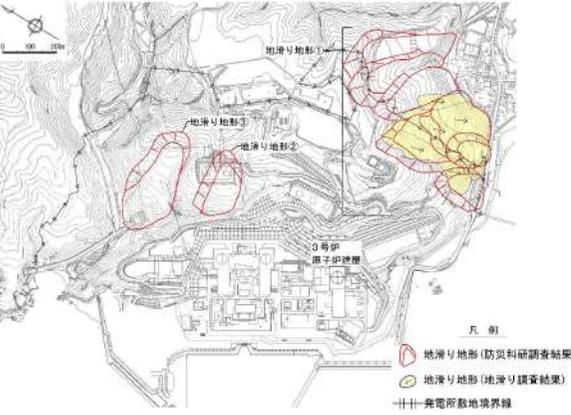 0 100 200m
地滑り地形①
地滑り地形③
地滑り地形②
3号炉
原子炉建屋
凡 例
地滑り地形(防災科研調査結果)
地滑り地形(地滑り調査結果)
発電所敷地境界線